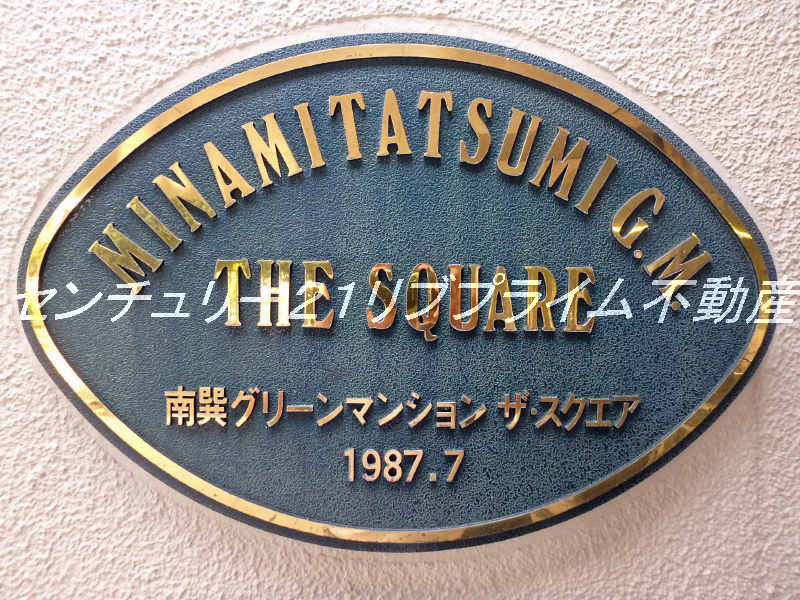 MINAMITATSUMI G.M.
THE SQUARE
センチュリー21リブプライム不動産
南巽グリーンマンション ザ・スクエア
1987.7